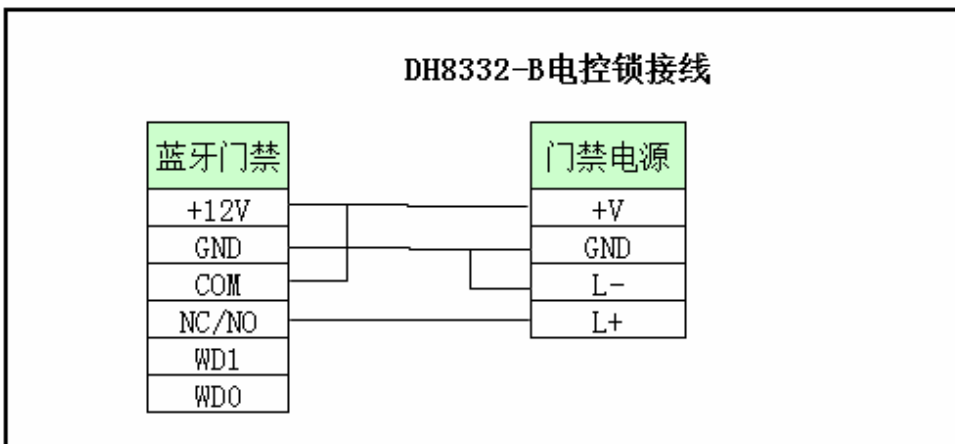 DH8332-B电控锁接线
蓝牙门禁
门禁电源
+12V
+V
GND
GND
COM
L-
NC/NO
L+
WD1
WD0